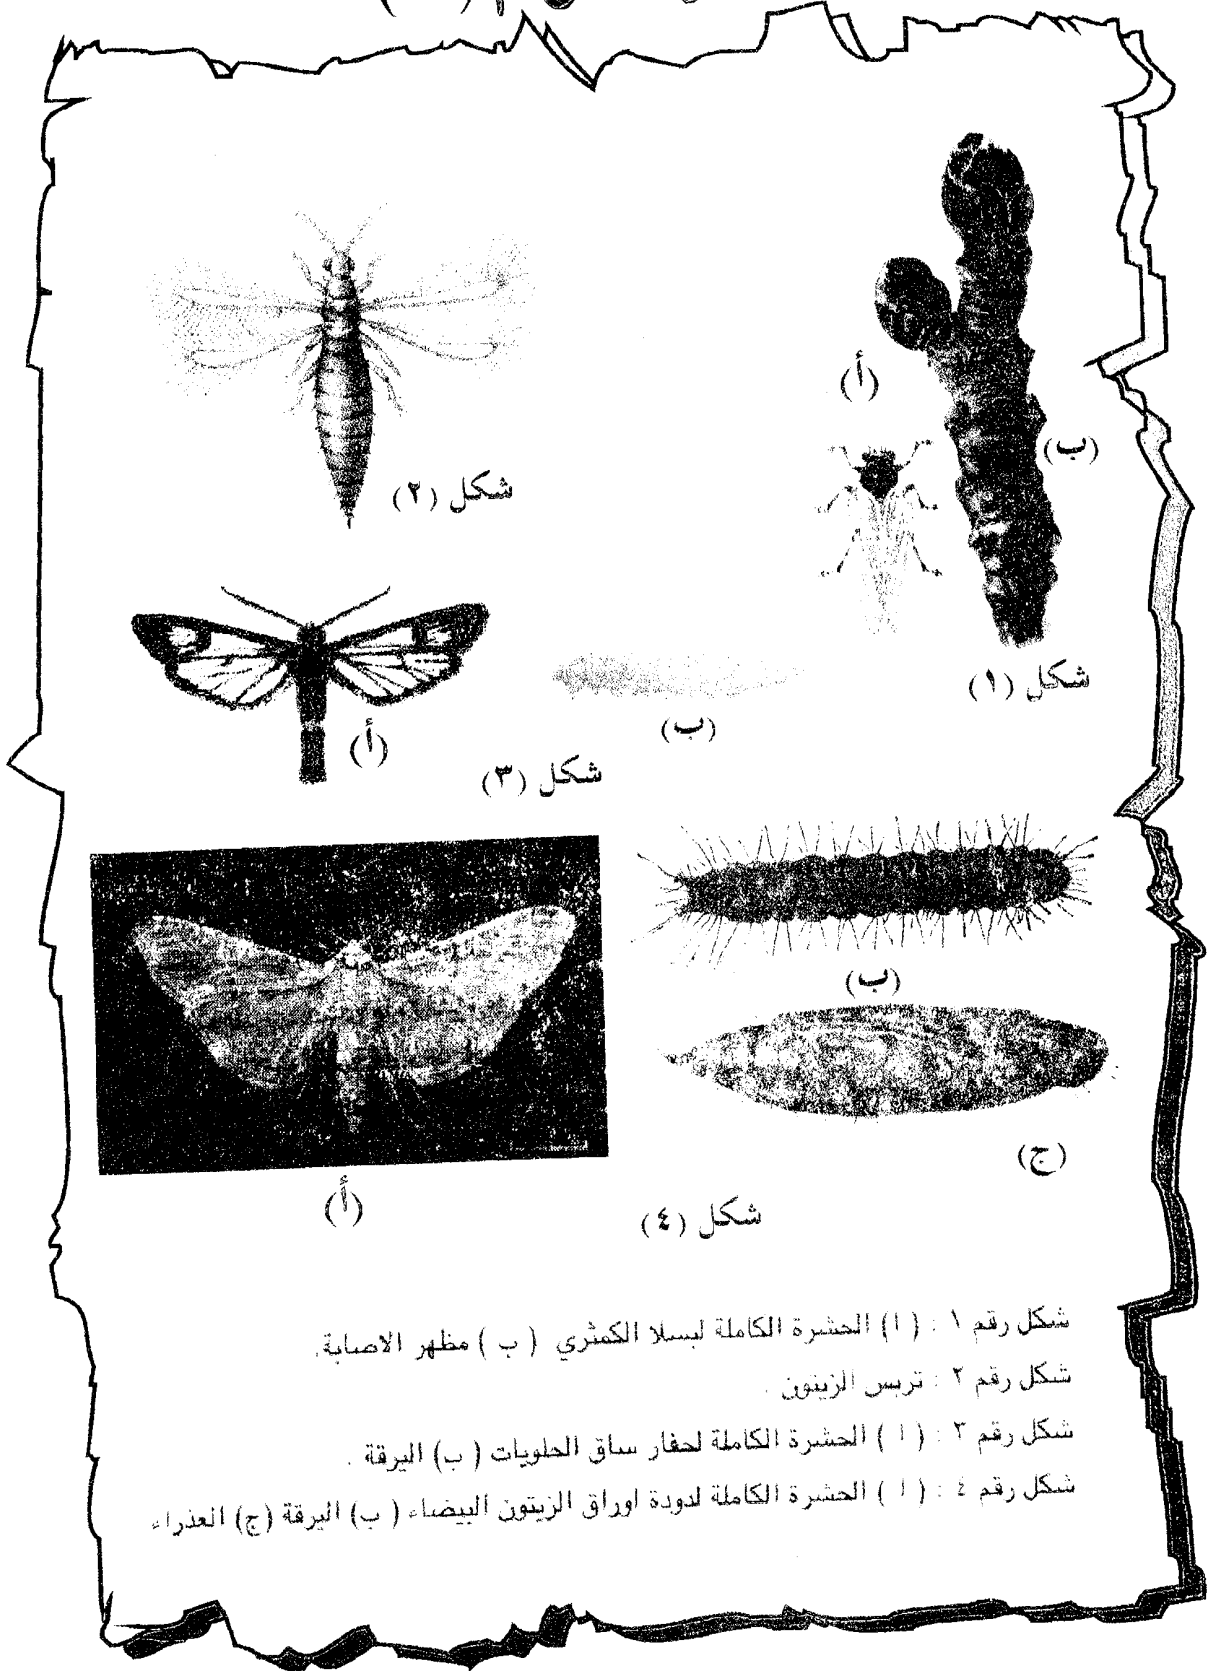 (أ)
(ب)
شكل (٢)
شكل (١)
(أ)
(ب)
شكل (٣)
(ب)
(ج)
(أ)
شكل (٤)
شكل رقم ١ : ( ا ) الحشرة الكاملة لبسلا الكمثري ( ب ) مظهر الاصابة.
شكل رقم ٢ : تربس الزيتون .
شكل رقم ٣ : ( ا ) الحشرة الكاملة لحفار ساق الحلويات ( ب ) اليرقة .
شكل رقم ٤ : ( ا ) الحشرة الكاملة لدودة اوراق الزيتون البيضاء ( ب ) اليرقة (ج) العذراء